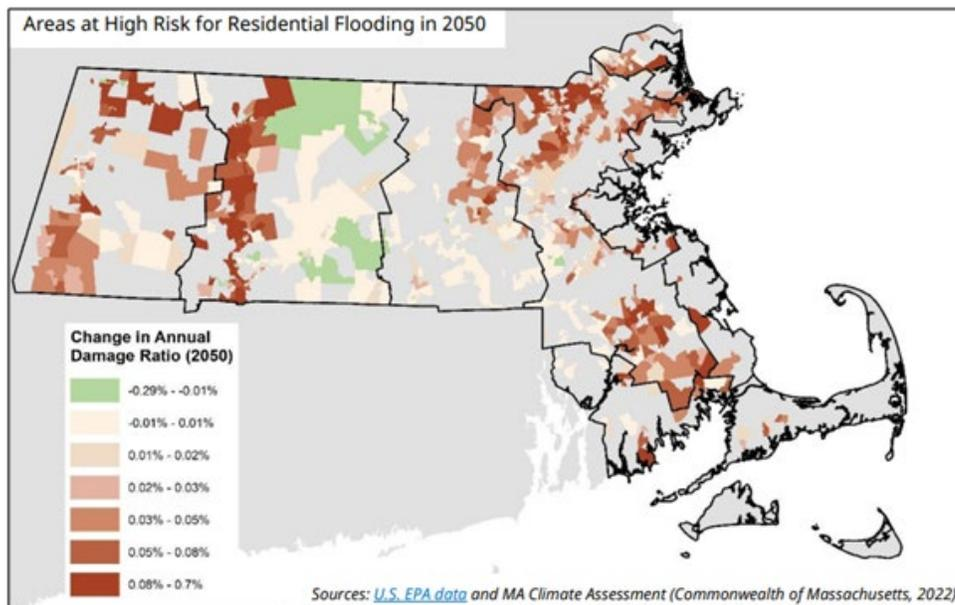 Areas at High Risk for Residential Flooding in 2050
Change in Annual
Damage Ratio (2050)
-0.29% - -0.01%
-0.01% - 0.01%
0.01% - 0.02%
0.02% - 0.03%
0.03% - 0.05%
0.05% - 0.08%
0.08% - 0.7%
Sources: U.S. EPA data and MA Climate Assessment (Commonwealth of Massachusetts, 2022)